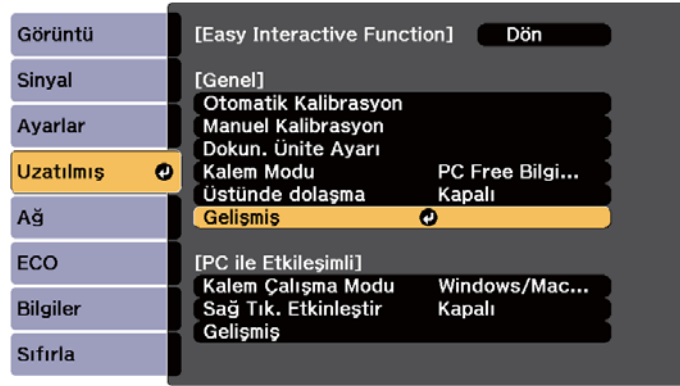 Görüntü
Sinyal
Ayarlar
Uzatılmış
Ağ
ECO
Bilgiler
Sıfırla
[Easy Interactive Function] Dön
[Genel]
Otomatik Kalibrasyon
Manuel Kalibrasyon
Dokun. Ünite Ayarı
Kalem Modu PC Free Bilgi...
Üstünde dolaşma Kapalı
Gelişmiş
[PC ile Etkileşimli]
Kalem Çalışma Modu Windows/Mac...
Sağ Tık. Etkinleştir Kapalı
Gelişmiş